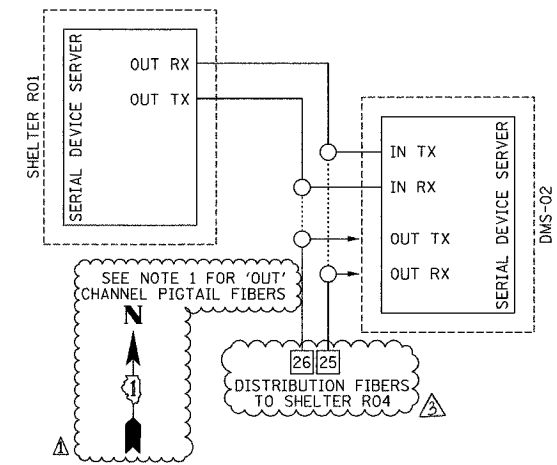 SHELTER R01
SERIAL DEVICE SERVER
OUT RX
OUT TX
IN TX
IN RX
OUT TX
OUT RX
SERIAL DEVICE SERVER
DMS-02
SEE NOTE 1 FOR 'OUT'
CHANNEL PIGTAIL FIBERS
N
1
1
26 25
DISTRIBUTION FIBERS
TO SHELTER R04
3